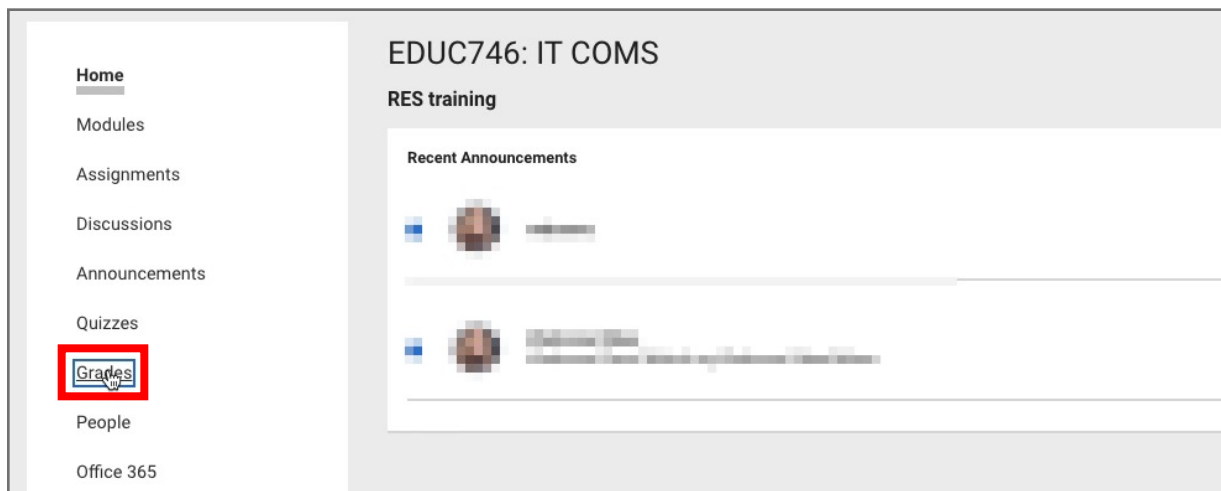 Home
Modules
Assignments
Discussions
Announcements
Quizzes
Grades
People
Office 365
EDUC746: IT COMS
RES training
Recent Announcements